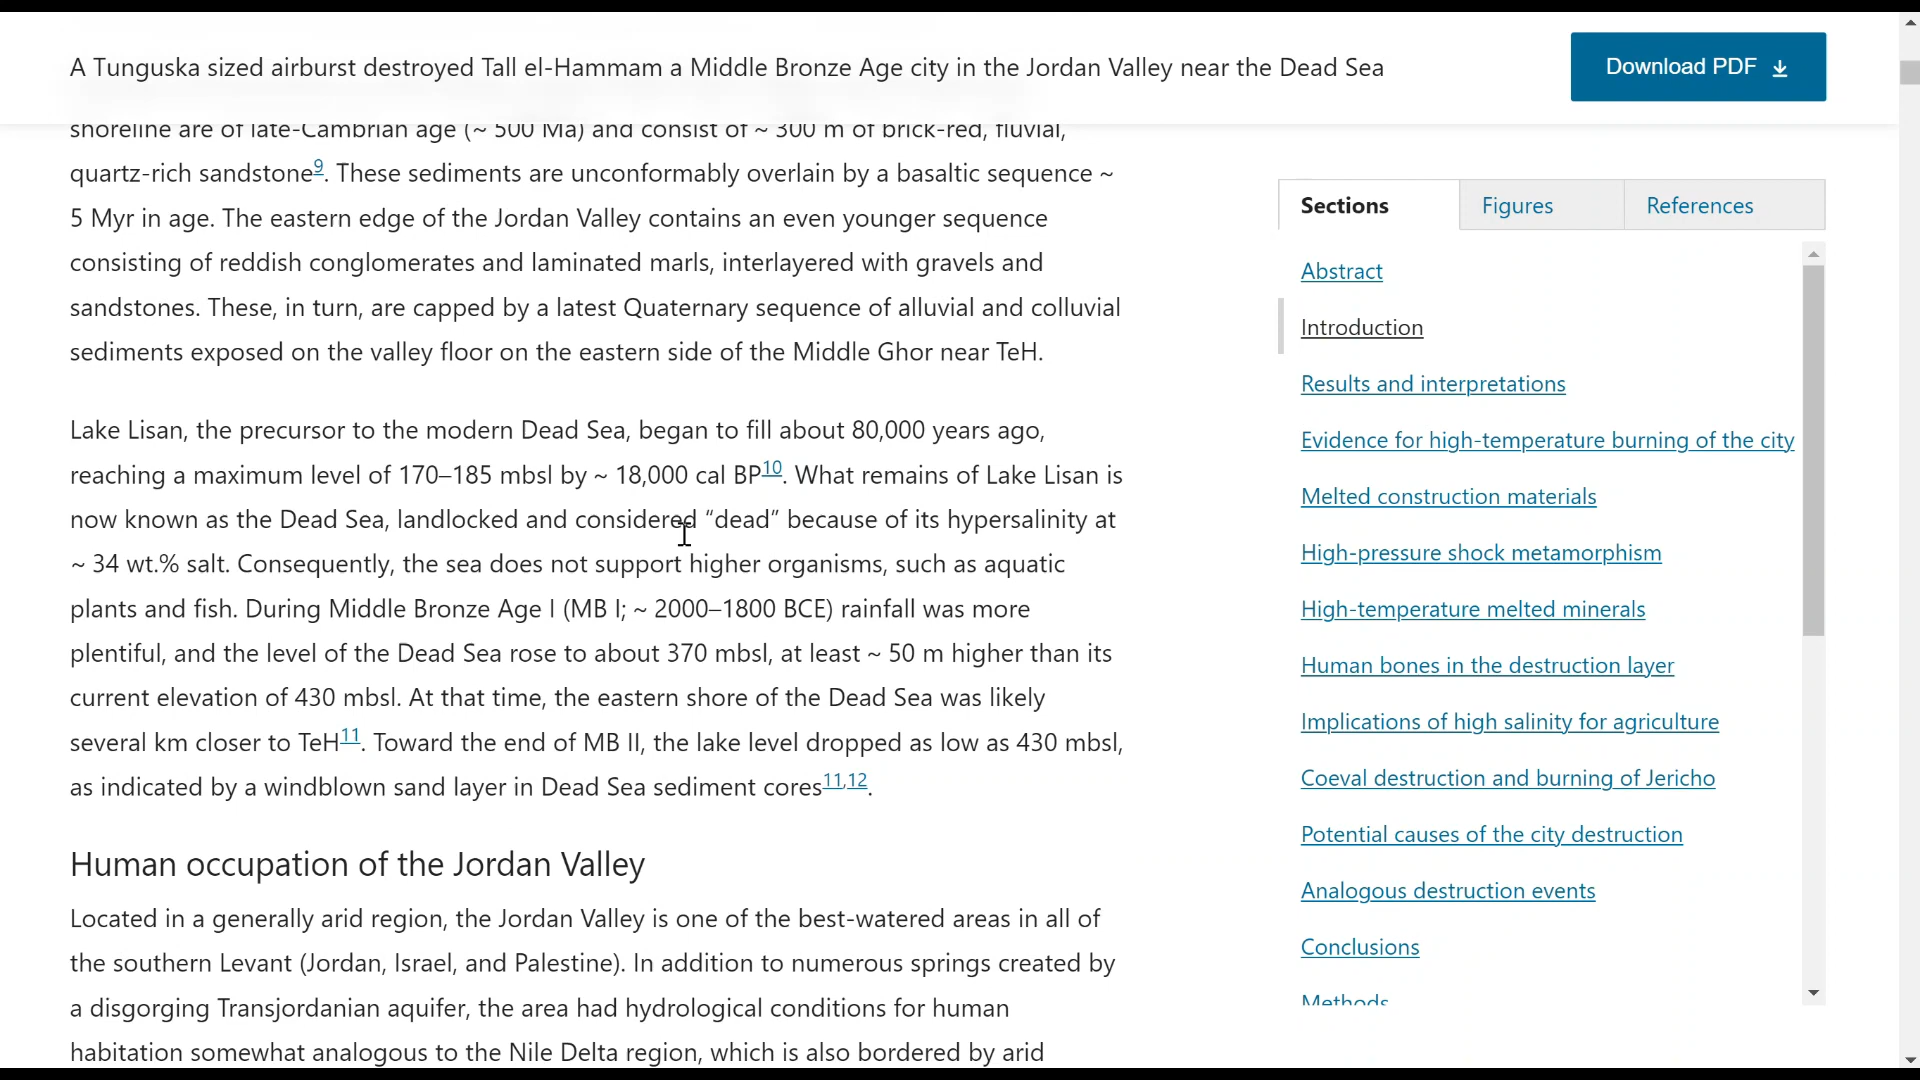 A Tunguska sized airburst destroyed Tall el-Hammam a Middle Bronze Age city in the Jordan Valley near the Dead Sea
Download PDF
shoreline are of late-Cambrian age (~ 500 Ma) and consist of ~ 300 m of brick-red, fluvial,
quartz-rich sandstone9. These sediments are unconformably overlain by a basaltic sequence ~
5 Myr in age. The eastern edge of the Jordan Valley contains an even younger sequence
consisting of reddish conglomerates and laminated marls, interlayered with gravels and
sandstones. These, in turn, are capped by a latest Quaternary sequence of alluvial and colluvial
sediments exposed on the valley floor on the eastern side of the Middle Ghor near TeH.
Lake Lisan, the precursor to the modern Dead Sea, began to fill about 80,000 years ago,
reaching a maximum level of 170–185 mbsl by ~ 18,000 cal BP10. What remains of Lake Lisan is
now known as the Dead Sea, landlocked and considered “dead” because of its hypersalinity at
~ 34 wt.% salt. Consequently, the sea does not support higher organisms, such as aquatic
plants and fish. During Middle Bronze Age I (MB I; ~ 2000–1800 BCE) rainfall was more
plentiful, and the level of the Dead Sea rose to about 370 mbsl, at least ~ 50 m higher than its
current elevation of 430 mbsl. At that time, the eastern shore of the Dead Sea was likely
several km closer to TeH11. Toward the end of MB II, the lake level dropped as low as 430 mbsl,
as indicated by a windblown sand layer in Dead Sea sediment cores11,12.
Human occupation of the Jordan Valley
Located in a generally arid region, the Jordan Valley is one of the best-watered areas in all of
the southern Levant (Jordan, Israel, and Palestine). In addition to numerous springs created by
a disgorging Transjordanian aquifer, the area had hydrological conditions for human
habitation somewhat analogous to the Nile Delta region, which is also bordered by arid
Sections
Figures
References
Abstract
Introduction
Results and interpretations
Evidence for high-temperature burning of the city
Melted construction materials
High-pressure shock metamorphism
High-temperature melted minerals
Human bones in the destruction layer
Implications of high salinity for agriculture
Coeval destruction and burning of Jericho
Potential causes of the city destruction
Analogous destruction events
Conclusions
Methods